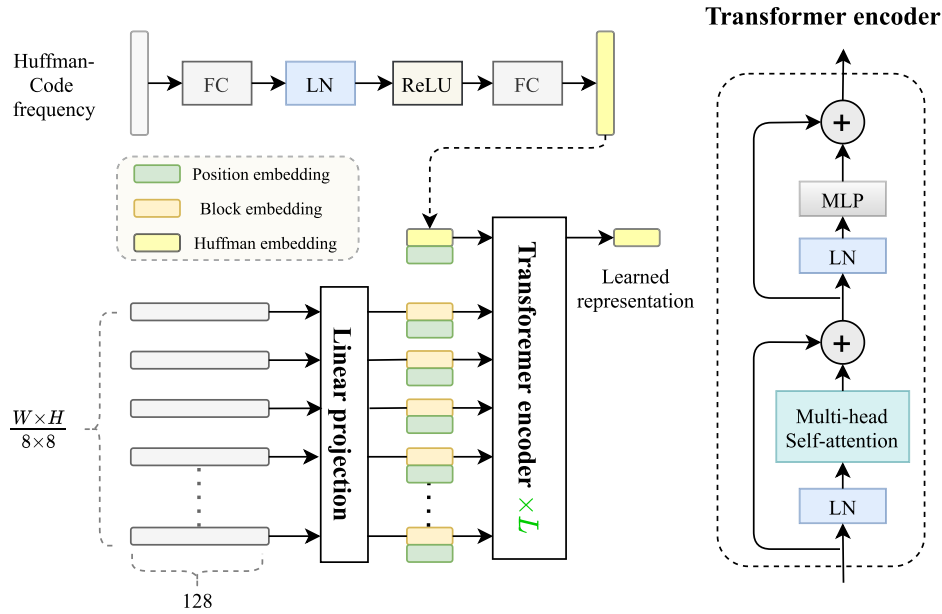 Transformer encoder
Huffman-
Code
frequency
FC
LN
ReLU
FC
Position embedding
Block embedding
Huffman embedding
Learned
representation
Linear projection
Transforemer encoder ×L
W×H
8×8
128
+
MLP
LN
+
Multi-head
Self-attention
LN